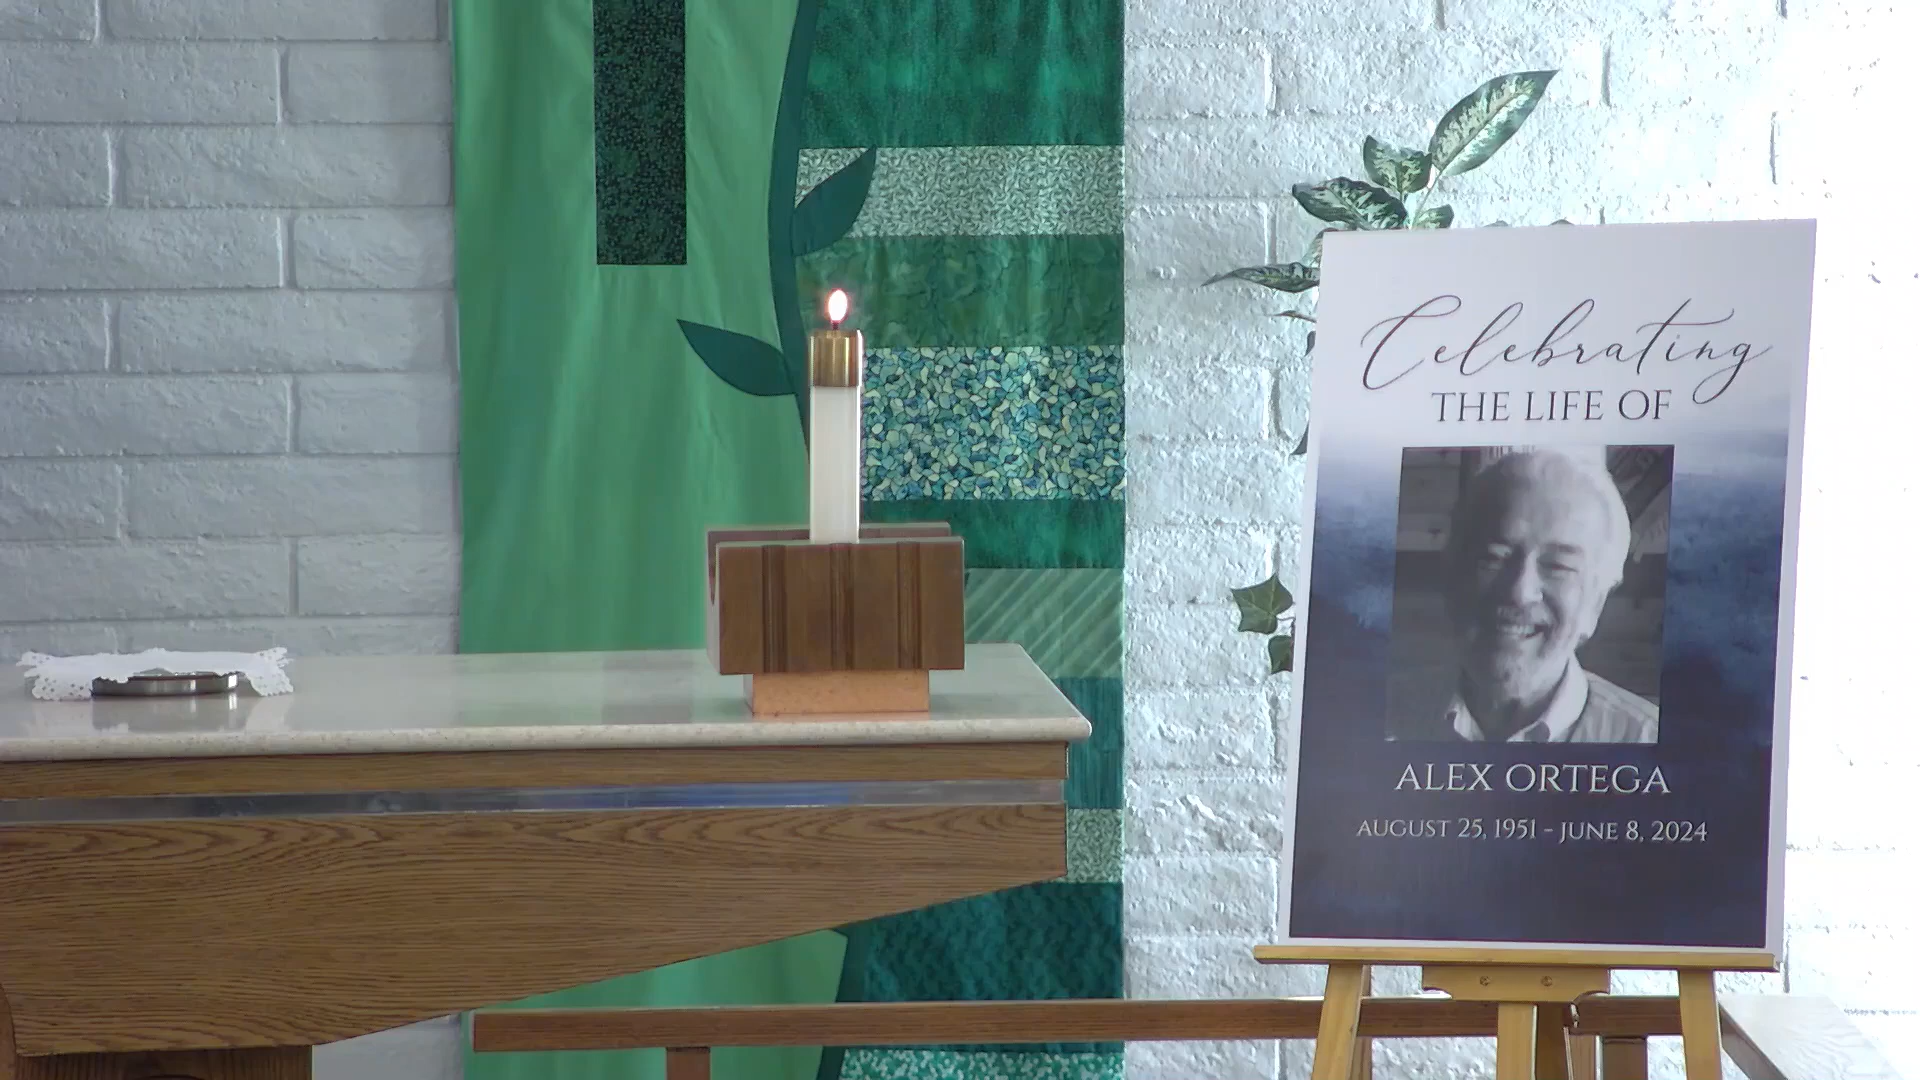 Celebrating
THE LIFE OF
ALEX ORTEGA
AUGUST 25, 1951 - JUNE 8, 2024